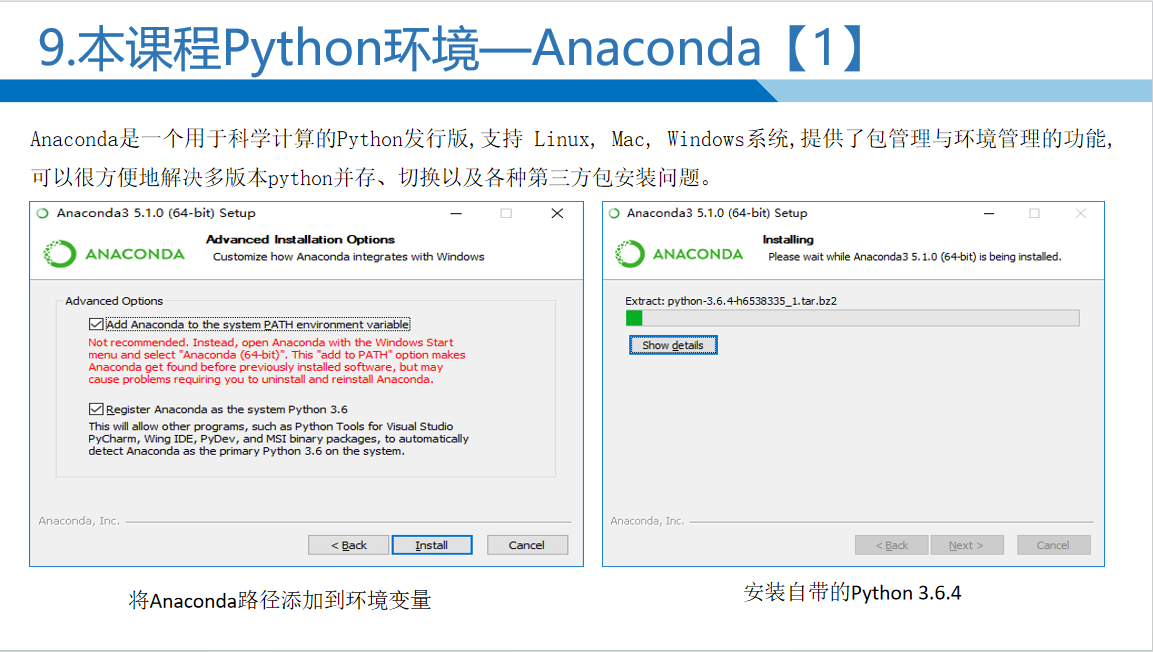 9.本课程Python环境—Anaconda【1】
Anaconda是一个用于科学计算的Python发行版,支持 Linux, Mac, Windows系统,提供了包管理与环境管理的功能,
可以很方便地解决多版本python并存、切换以及各种第三方包安装问题。
Anaconda3 5.1.0 (64-bit) Setup
ANACONDA
Advanced Installation Options
Customize how Anaconda integrates with Windows
Advanced Options
Add Anaconda to the system PATH environment variable
Not recommended. Instead, open Anaconda with the Windows Start
menu and select "Anaconda (64-bit)". This "add to PATH" option makes
Anaconda get found before previously installed software, but may
cause problems requiring you to uninstall and reinstall Anaconda.
Register Anaconda as the system Python 3.6
This will allow other programs, such as Python Tools for Visual Studio
PyCharm, Wing IDE, PyDev, and MSI binary packages, to automatically
detect Anaconda as the primary Python 3.6 on the system.
Anaconda, Inc.
< Back
Install
Cancel
将Anaconda路径添加到环境变量
Anaconda3 5.1.0 (64-bit) Setup
ANACONDA
Installing
Please wait while Anaconda3 5.1.0 (64-bit) is being installed.
Extract: python-3.6.4-h6538335_1.tar.bz2
Show details
Anaconda, Inc.
< Back
Next >
Cancel
安装自带的Python 3.6.4